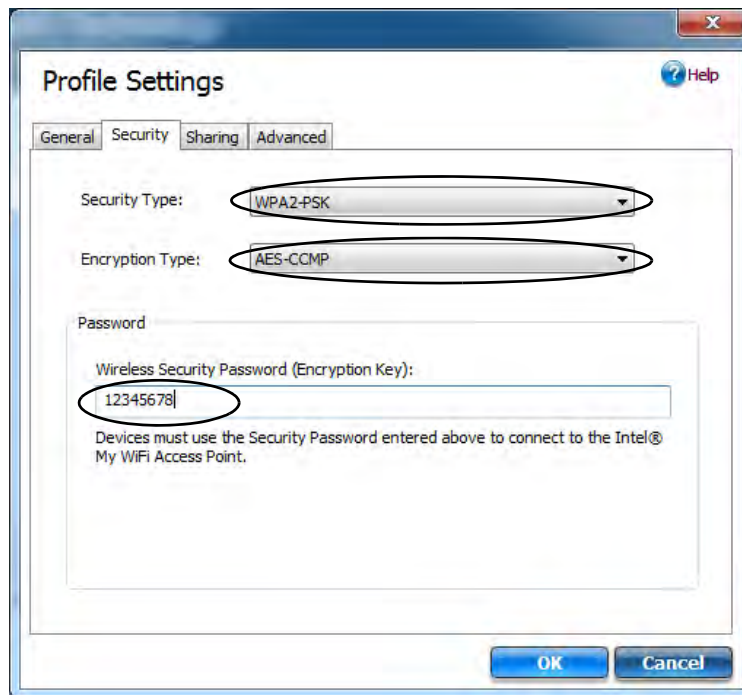 Profile Settings
Help
General Security Sharing Advanced
Security Type: WPA2-PSK
Encryption Type: AES-CCMP
Password
Wireless Security Password (Encryption Key):
12345678
Devices must use the Security Password entered above to connect to the Intel®
My WiFi Access Point.
OK Cancel